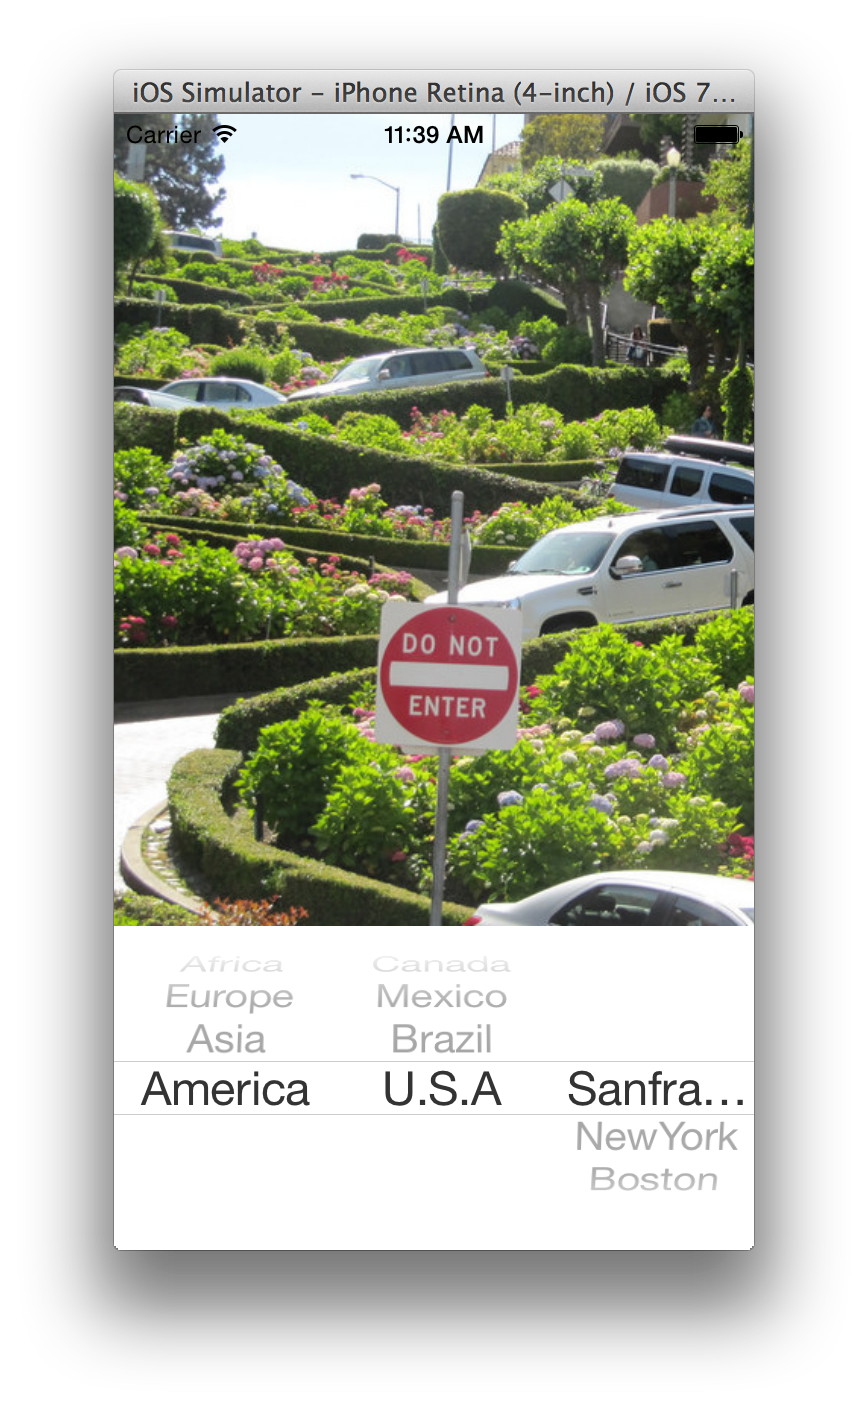 iOS Simulator – iPhone Retina (4-inch) / iOS 7…
Carrier 11:39 AM
DO NOT
ENTER
Africa Canada
Europe Mexico
Asia Brazil
America U.S.A Sanfra…
NewYork
Boston